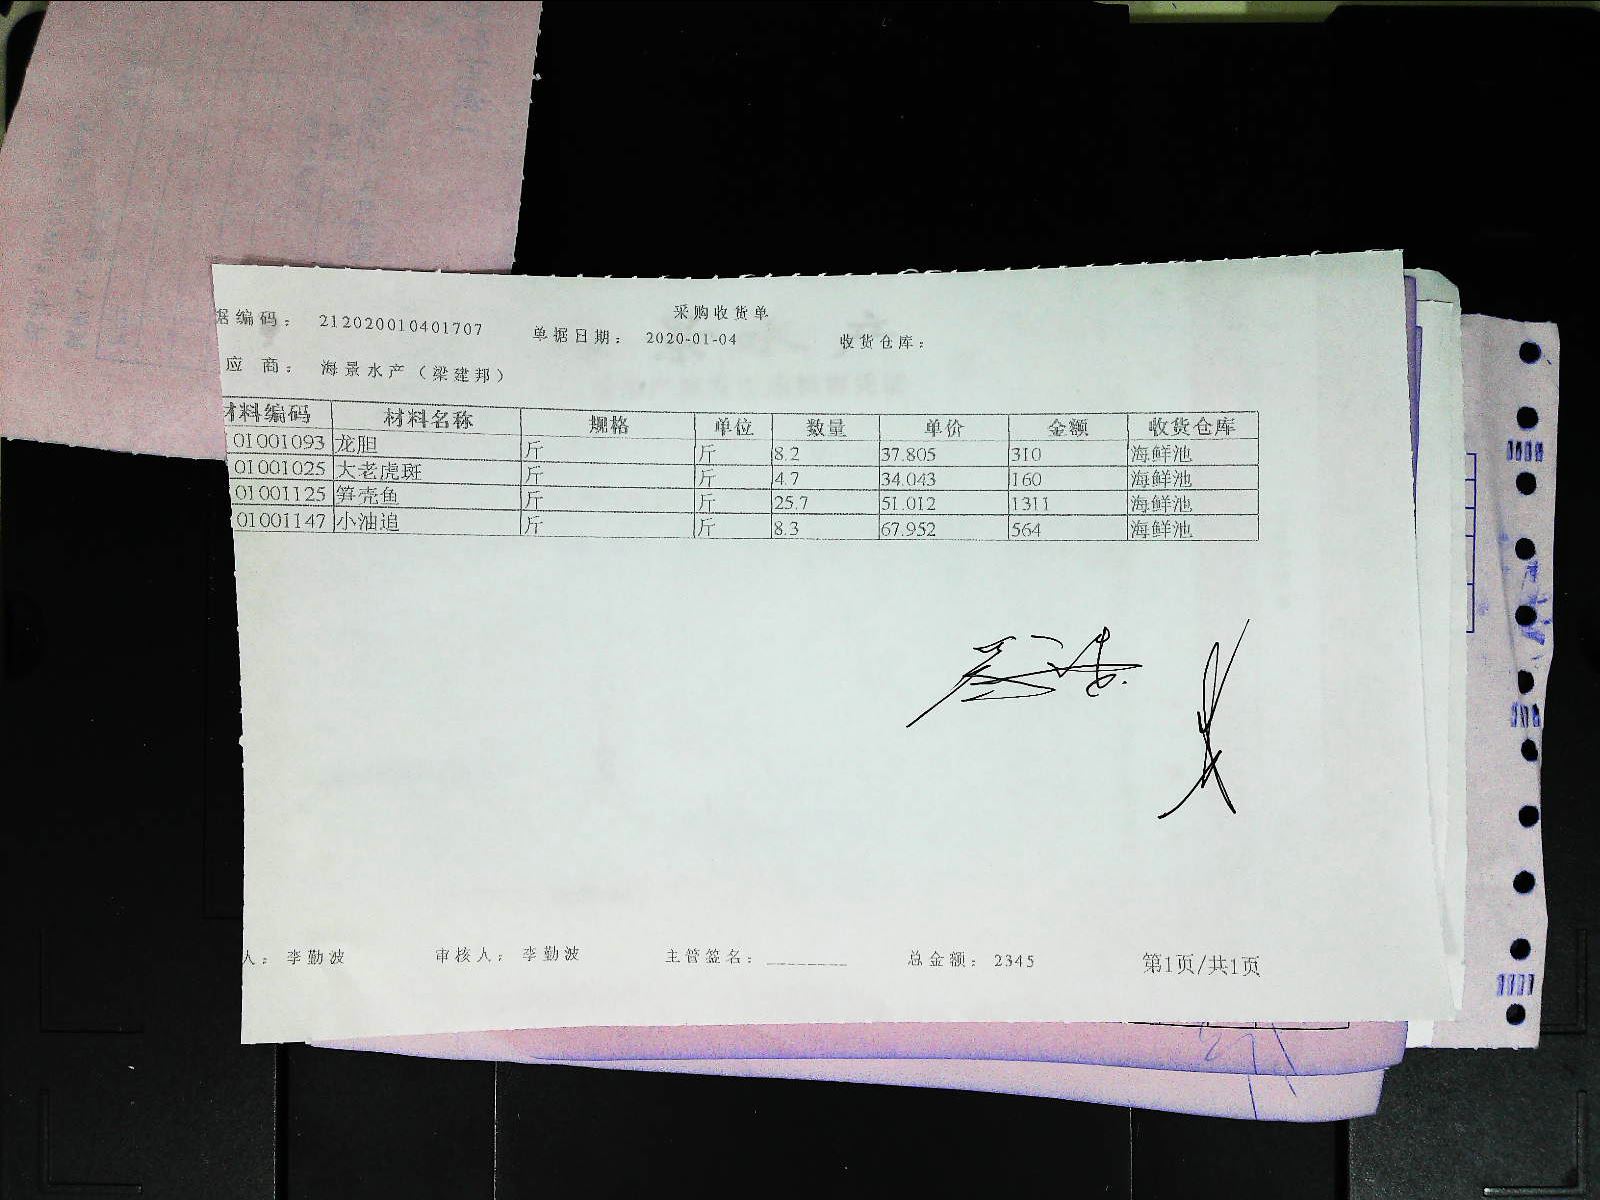 采购收货单
据编码： 212020010401707 单据日期： 2020-01-04 收货仓库：
应 商： 海景水产（梁建邦）
材料编码 材料名称 规格 单位 数量 单价 金额 收货仓库
01001093 龙胆 斤 斤 8.2 37.805 310 海鲜池
01001025 大老虎斑 斤 斤 4.7 34.043 160 海鲜池
01001125 笋壳鱼 斤 斤 25.7 51.012 1311 海鲜池
01001147 小油追 斤 斤 8.3 67.952 564 海鲜池
人： 李勤波 审核人： 李勤波 主管签名：________ 总金额： 2345 第1页/共1页